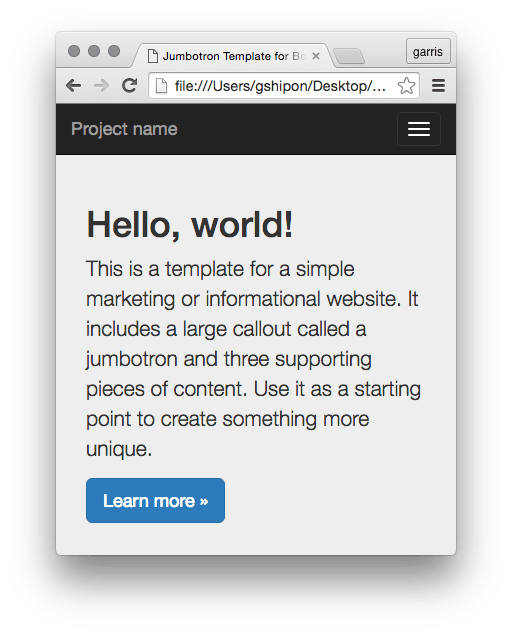 Jumbotron Template for Bo
garris
file:///Users/gshipon/Desktop/...
Project name
Hello, world!
This is a template for a simple
marketing or informational website. It
includes a large callout called a
jumbotron and three supporting
pieces of content. Use it as a starting
point to create something more
unique.
Learn more »